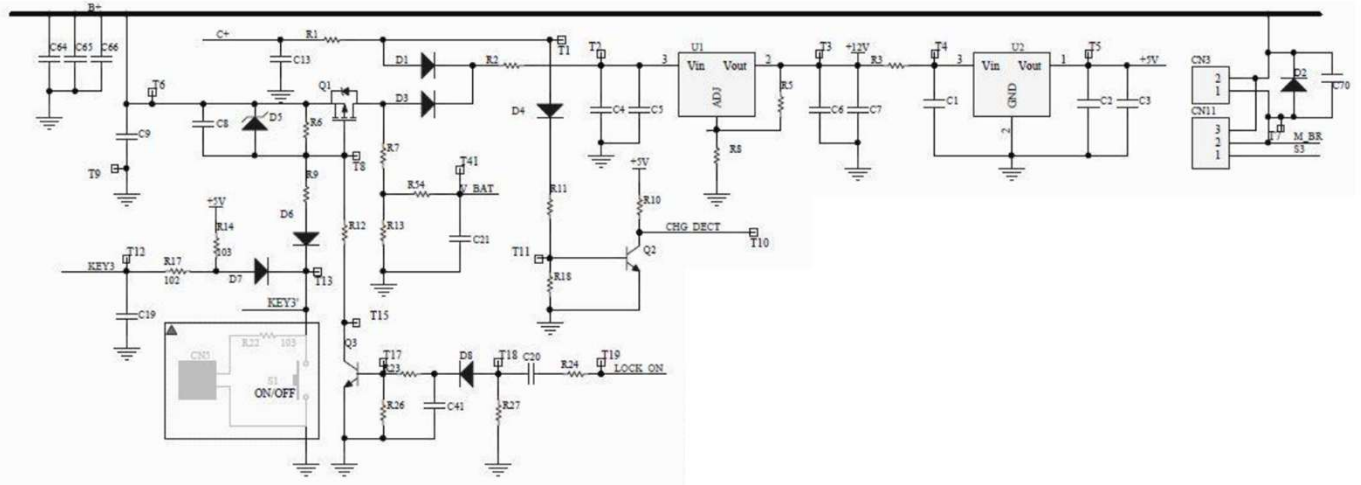 B+
C64 C65 C66
C+ R1 T1
C13
D1 R2
T2 3 U1 2 T3 +12V R3 T4 3 U2 1 T5 +5V
Vin Vout
ADJ
Vin Vout
GND
2
R5
CN3
2
1
D2
C70
T6
Q1
D3
D4
C4 C5
C6 C7
C1
C2 C3
C8 D5 R6
C9
T9
R7
T8
R8
CN11
3
2
1
T7 M_BR
S3
T41
R9
R54 V_BAT
R11
+5V
R10
+5V
R14
103
D6
R12
R13
C21
CHG_DECT
T10
Q2
T11
T12
KEY3 R17
102
D7
T13
R18
KEY3'
C19
T15
R22 103
CN5
S1
ON/OFF
Q3
T17
R23
D8
T18
C20
R24
T19
LOCK_ON
R26
C41
R27